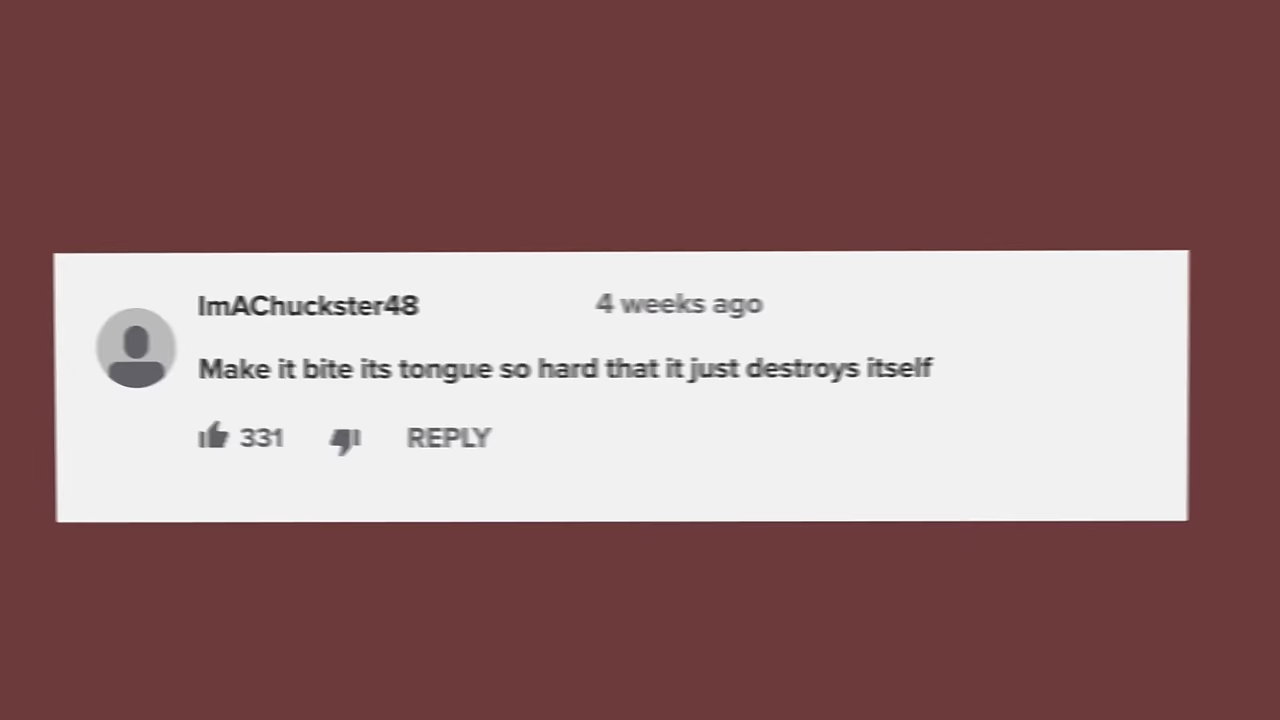 ImAChuckster48 4 weeks ago
Make it bite its tongue so hard that it just destroys itself
331 REPLY